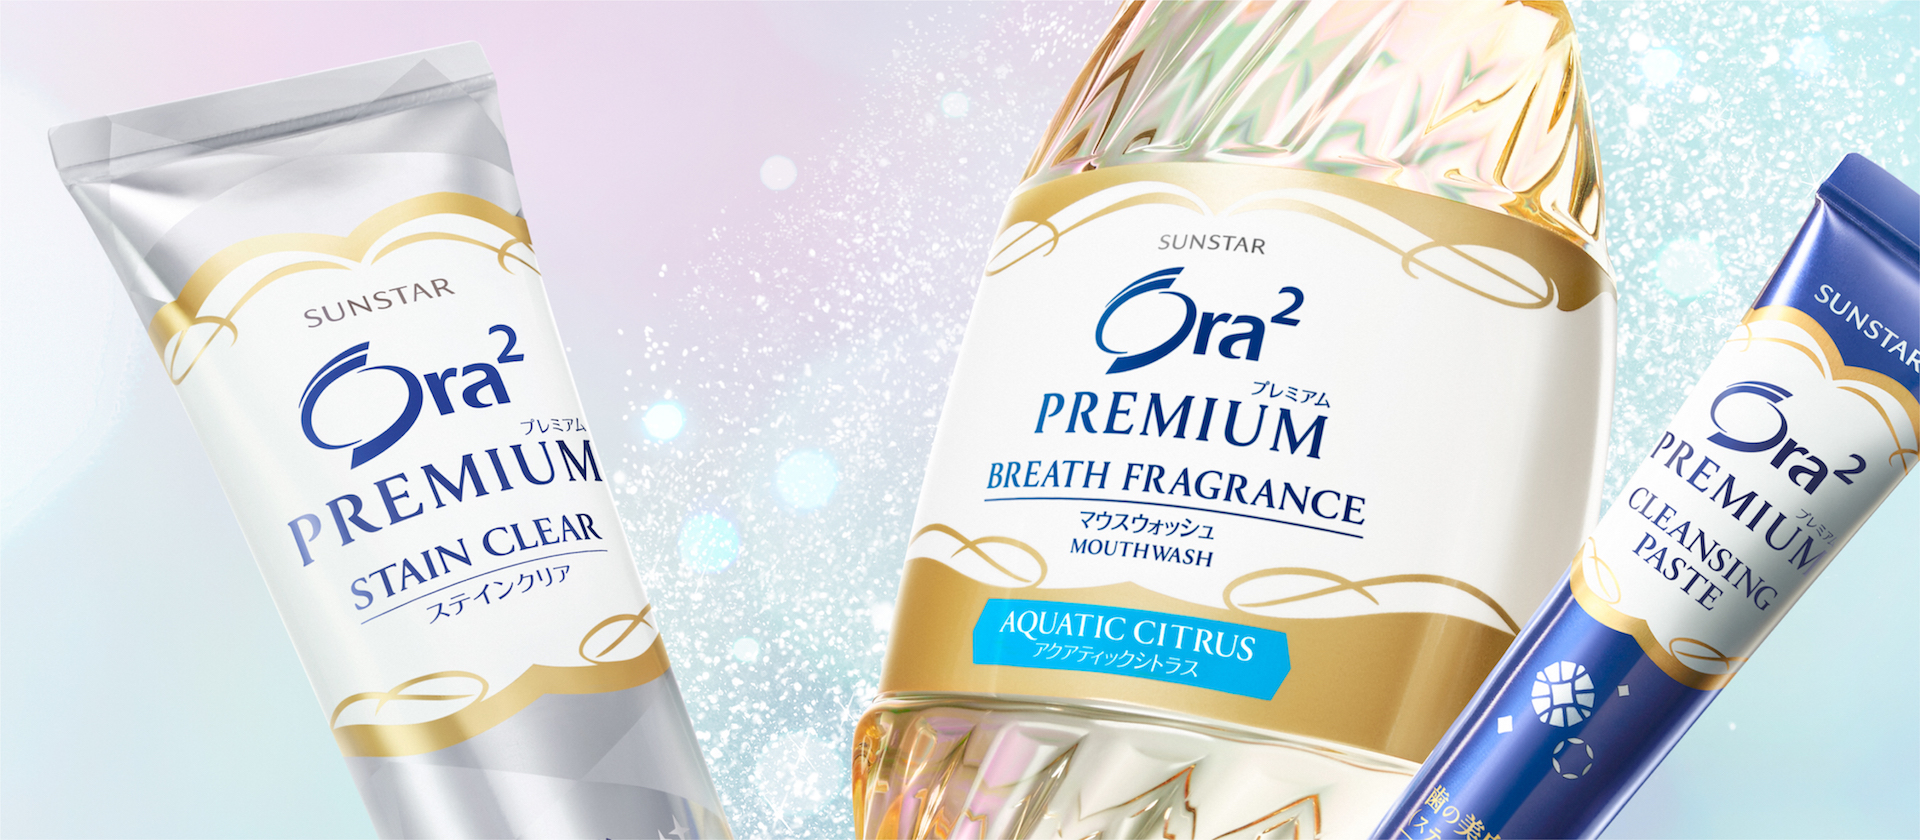 SUNSTAR
Ora²
プレミアム
PREMIUM
STAIN CLEAR
ステインクリア
SUNSTAR
Ora²
プレミアム
PREMIUM
BREATH FRAGRANCE
マウスウォッシュ
MOUTHWASH
AQUATIC CITRUS
アクアティックシトラス
SUNSTAR
Ora²
プレミアム
PREMIUM
CLEANSING
PASTE
歯の美